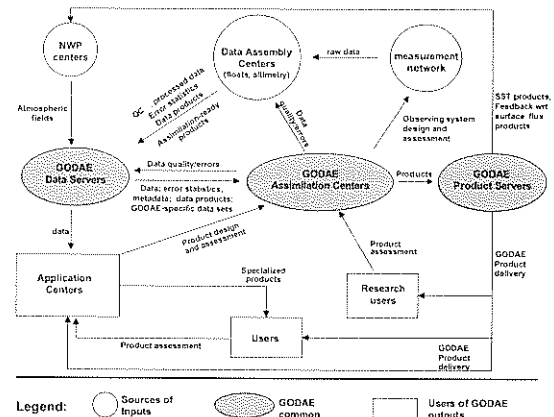 NWP
centers
Data Assembly
Centers
(floats, altimetry)
raw data
measurement
network
QC, processed data
Error statistics
Data products
Assimilation-ready
products
Atmospheric
fields
Data
quality/errors
Observing system
design and
assessment
SST products,
Feedback wrt
surface flux
products
GODAE
Data Servers
Data quality/errors
Data; error statistics,
metadata; data products;
GODAE-specific data sets
GODAE
Assimilation Centers
Products
GODAE
Product Servers
data
Product design
and assessment
Product
assessment
GODAE
Product
delivery
Application
Centers
Specialized
products
Research
users
Users
Product assessment
GODAE
Product
delivery
Legend:
Sources of
Inputs
GODAE
common
Users of GODAE
outputs